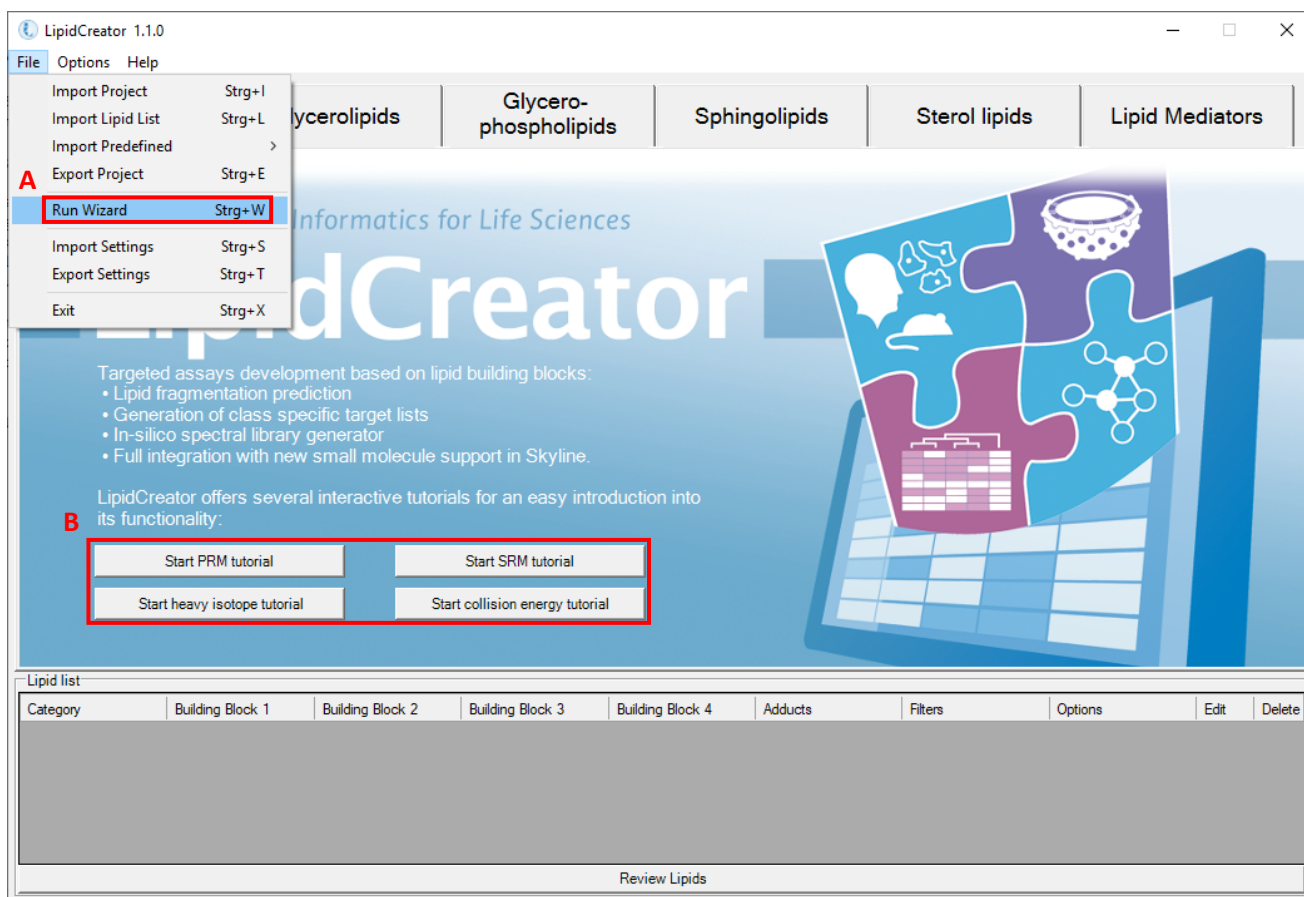 LipidCreator 1.1.0
File Options Help
Import Project Strg+I
Import Lipid List Strg+L
Import Predefined >
Export Project Strg+E
A
Run Wizard Strg+W
Import Settings Strg+S
Export Settings Strg+T
Exit Strg+X
lycerolipids
Glycero-
phospholipids
Sphingolipids
Sterol lipids
Lipid Mediators
Informatics for Life Sciences
LipidCreator
Targeted assays development based on lipid building blocks:
• Lipid fragmentation prediction
• Generation of class specific target lists
• In-silico spectral library generator
• Full integration with new small molecule support in Skyline.
LipidCreator offers several interactive tutorials for an easy introduction into
its functionality:
B
Start PRM tutorial Start SRM tutorial
Start heavy isotope tutorial Start collision energy tutorial
Lipid list
Category Building Block 1 Building Block 2 Building Block 3 Building Block 4 Adducts Filters Options Edit Delete
Review Lipids